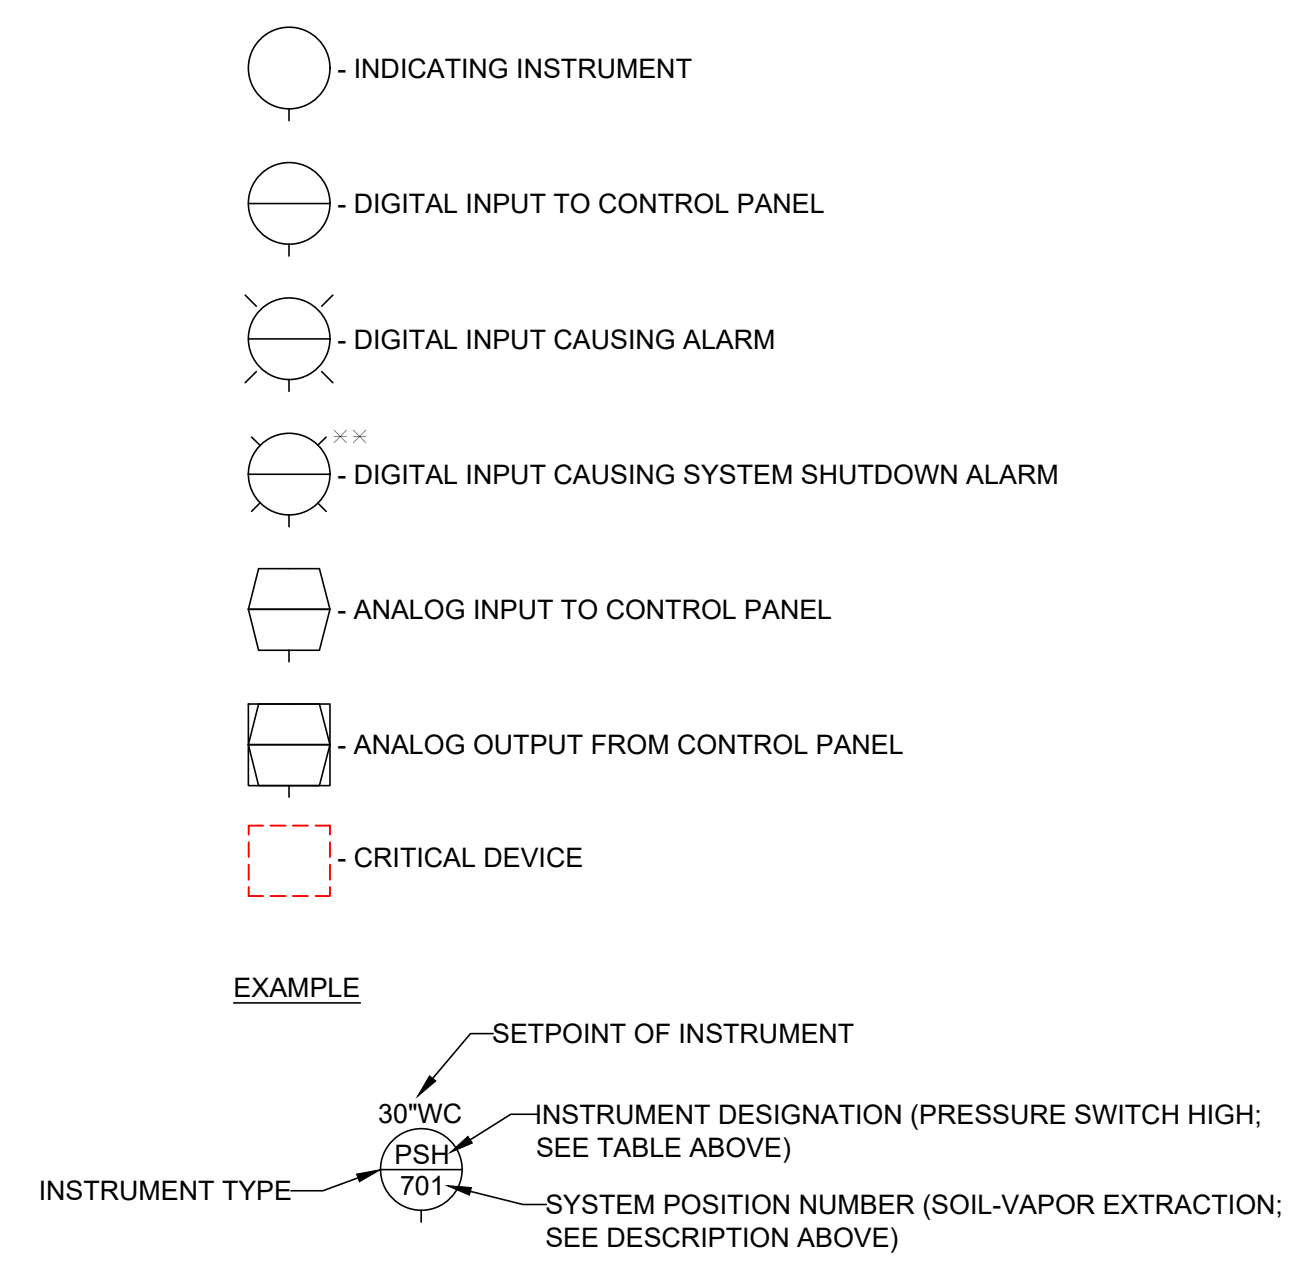 - INDICATING INSTRUMENT
- DIGITAL INPUT TO CONTROL PANEL
- DIGITAL INPUT CAUSING ALARM
**
- DIGITAL INPUT CAUSING SYSTEM SHUTDOWN ALARM
- ANALOG INPUT TO CONTROL PANEL
- ANALOG OUTPUT FROM CONTROL PANEL
- CRITICAL DEVICE
EXAMPLE
SETPOINT OF INSTRUMENT
30"WC
INSTRUMENT DESIGNATION (PRESSURE SWITCH HIGH;
SEE TABLE ABOVE)
PSH
701
INSTRUMENT TYPE
SYSTEM POSITION NUMBER (SOIL-VAPOR EXTRACTION;
SEE DESCRIPTION ABOVE)